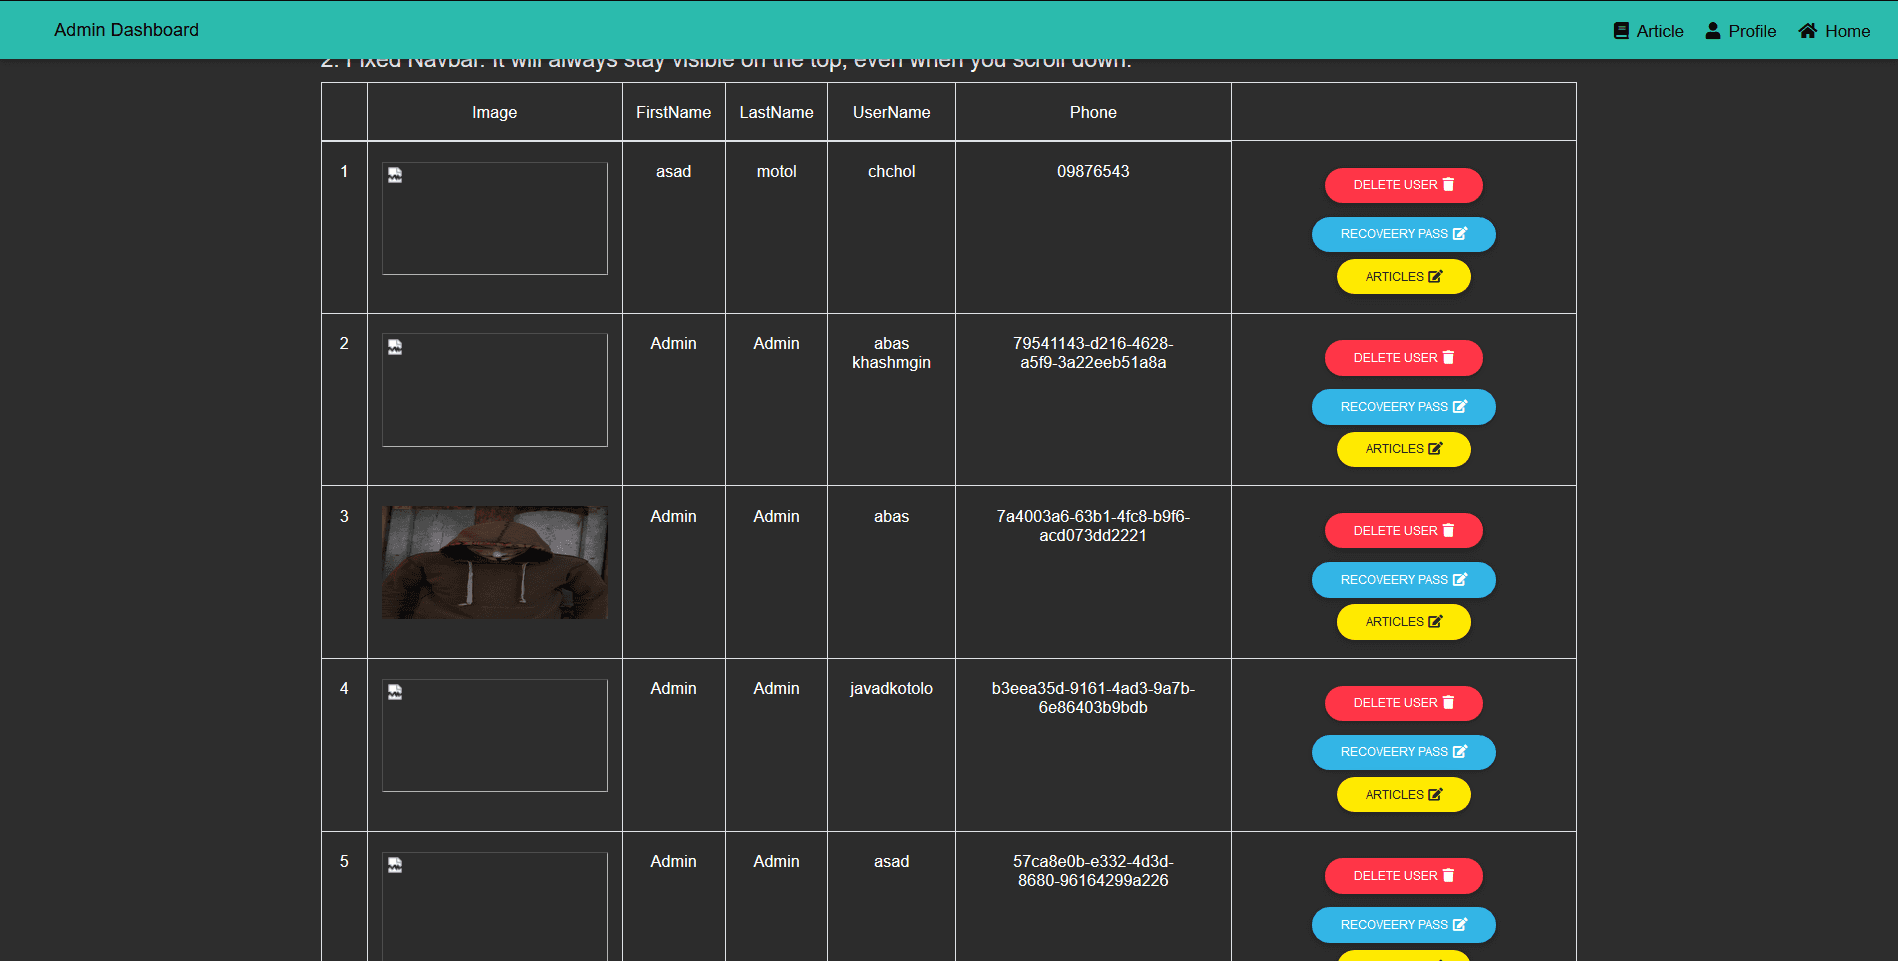 Admin Dashboard
Article Profile Home
2. Fixed Navbar. It will always stay visible on the top, even when you scroll down.
Image FirstName LastName UserName Phone
1 asad motol chchol 09876543
DELETE USER
RECOVEERY PASS
ARTICLES
2 Admin Admin abas
khashmgin
79541143-d216-4628-
a5f9-3a22eeb51a8a
DELETE USER
RECOVEERY PASS
ARTICLES
3 Admin Admin abas
7a4003a6-63b1-4fc8-b9f6-
acd073dd2221
DELETE USER
RECOVEERY PASS
ARTICLES
4 Admin Admin javadkotolo
b3eea35d-9161-4ad3-9a7b-
6e86403b9bdb
DELETE USER
RECOVEERY PASS
ARTICLES
5 Admin Admin asad
57ca8e0b-e332-4d3d-
8680-96164299a226
DELETE USER
RECOVEERY PASS